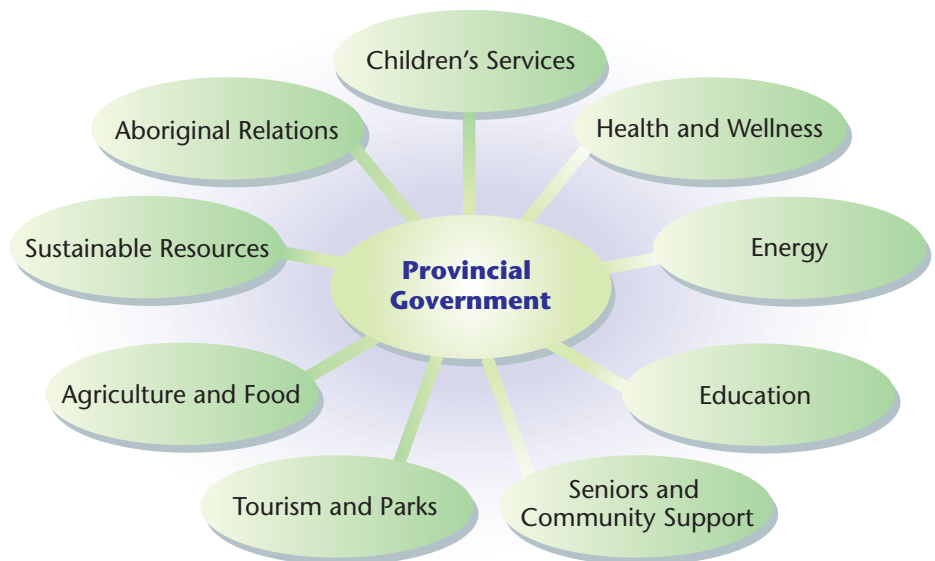 Children's Services
Aboriginal Relations
Health and Wellness
Sustainable Resources
Energy
Provincial
Government
Agriculture and Food
Education
Tourism and Parks
Seniors and
Community Support